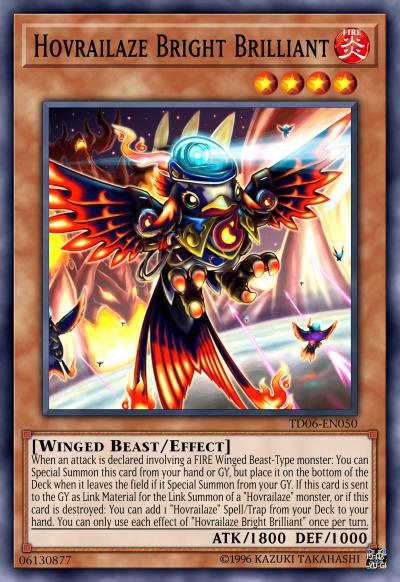 HOVRAILAZE BRIGHT BRILLIANT
FIRE
炎
TD06-EN050
[WINGED BEAST/EFFECT]
When an attack is declared involving a FIRE Winged Beast-Type monster: You can
Special Summon this card from your hand or GY, but place it on the bottom of the
Deck when it leaves the field if it Special Summon from your GY. If this card is sent
to the GY as Link Material for the Link Summon of a "Hovrailaze" monster, or if this
card is destroyed: You can add 1 "Hovrailaze" Spell/Trap from your Deck to your
hand. You can only use each effect of "Hovrailaze Bright Brilliant" once per turn.
ATK/1800 DEF/1000
06130877
©1996 KAZUKI TAKAHASHI